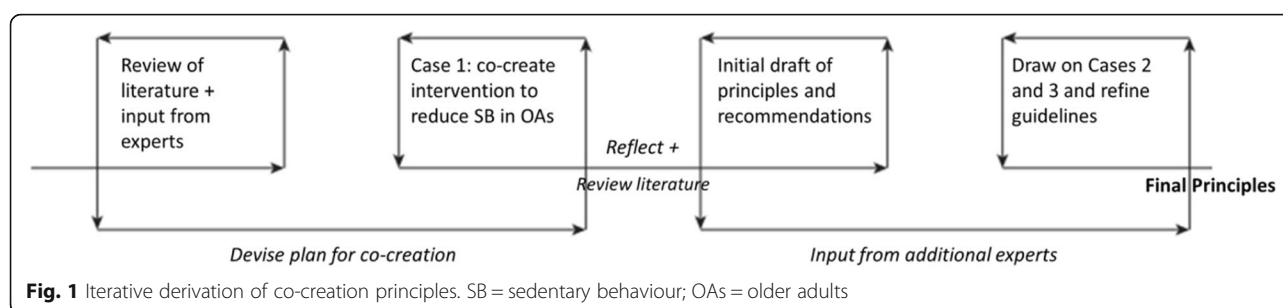 Review of
literature +
input from
experts
Case 1: co-create
intervention to
reduce SB in OAs
Reflect +
Review literature
Initial draft of
principles and
recommendations
Draw on Cases 2
and 3 and refine
guidelines
Final Principles
Devise plan for co-creation
Input from additional experts
Fig. 1 Iterative derivation of co-creation principles. SB = sedentary behaviour; OAs = older adults